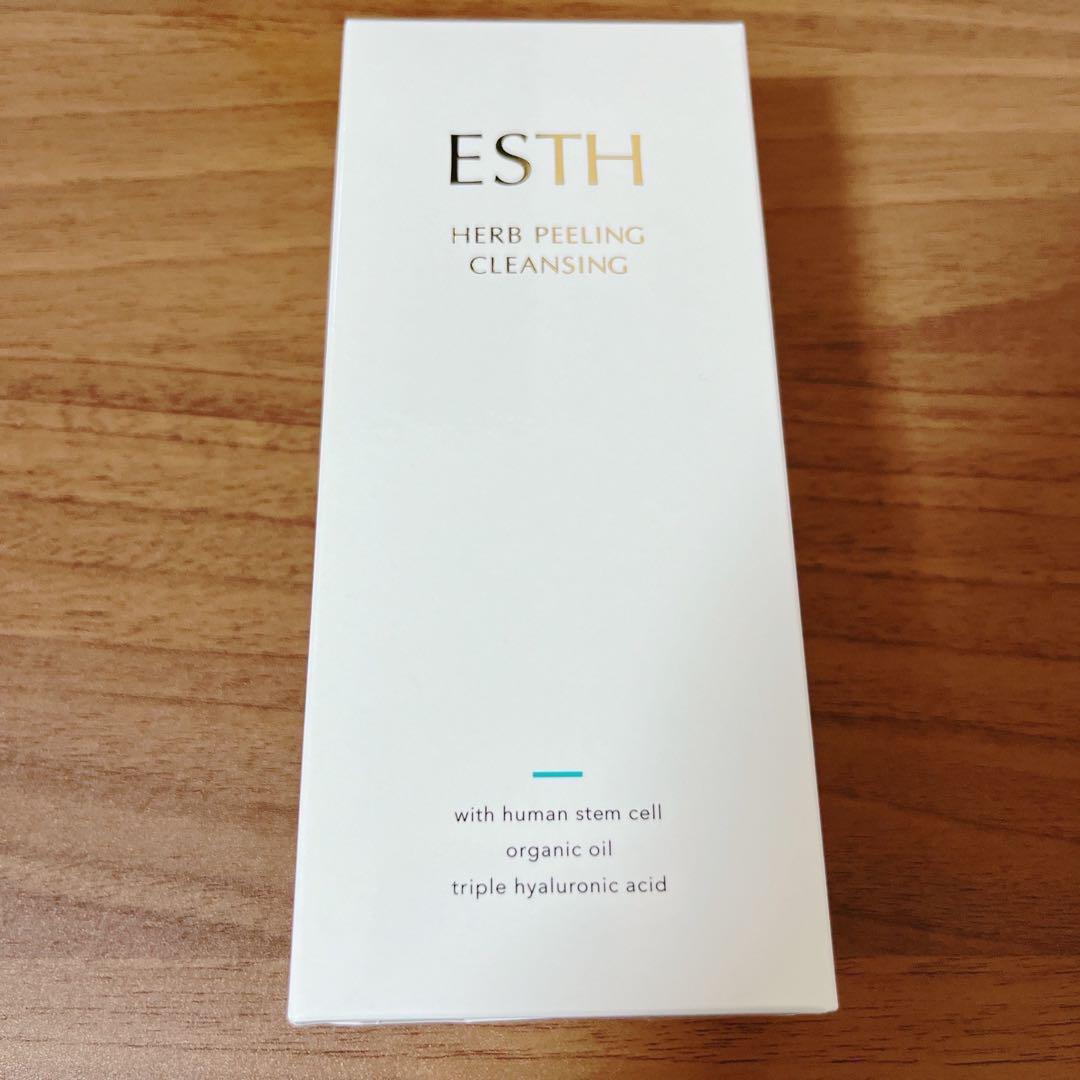 ESTH
HERB PEELING
CLEANSING
with human stem cell
organic oil
triple hyaluronic acid